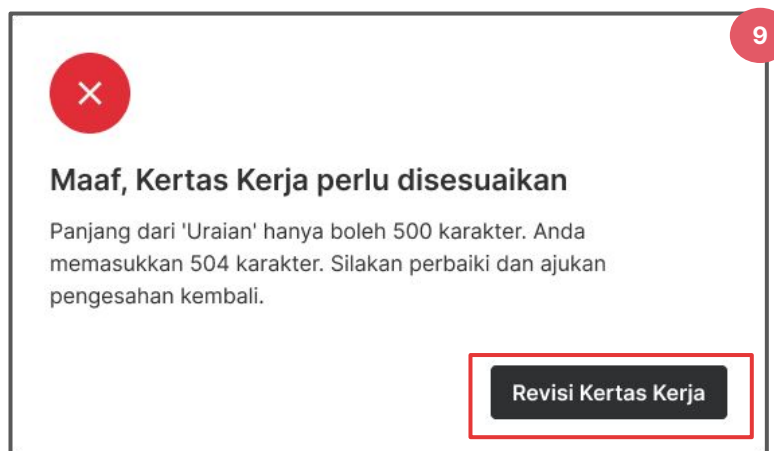 9
Maaf, Kertas Kerja perlu disesuaikan
Panjang dari 'Uraian' hanya boleh 500 karakter. Anda
memasukkan 504 karakter. Silakan perbaiki dan ajukan
pengesahan kembali.
Revisi Kertas Kerja